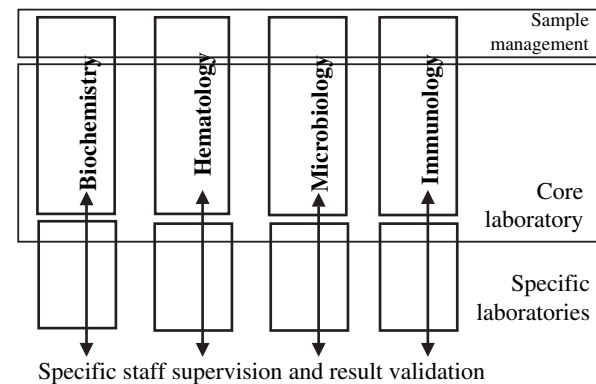 Sample
management
Biochemistry
Hematology
Microbiology
Immunology
Core
laboratory
Specific
laboratories
Specific staff supervision and result validation